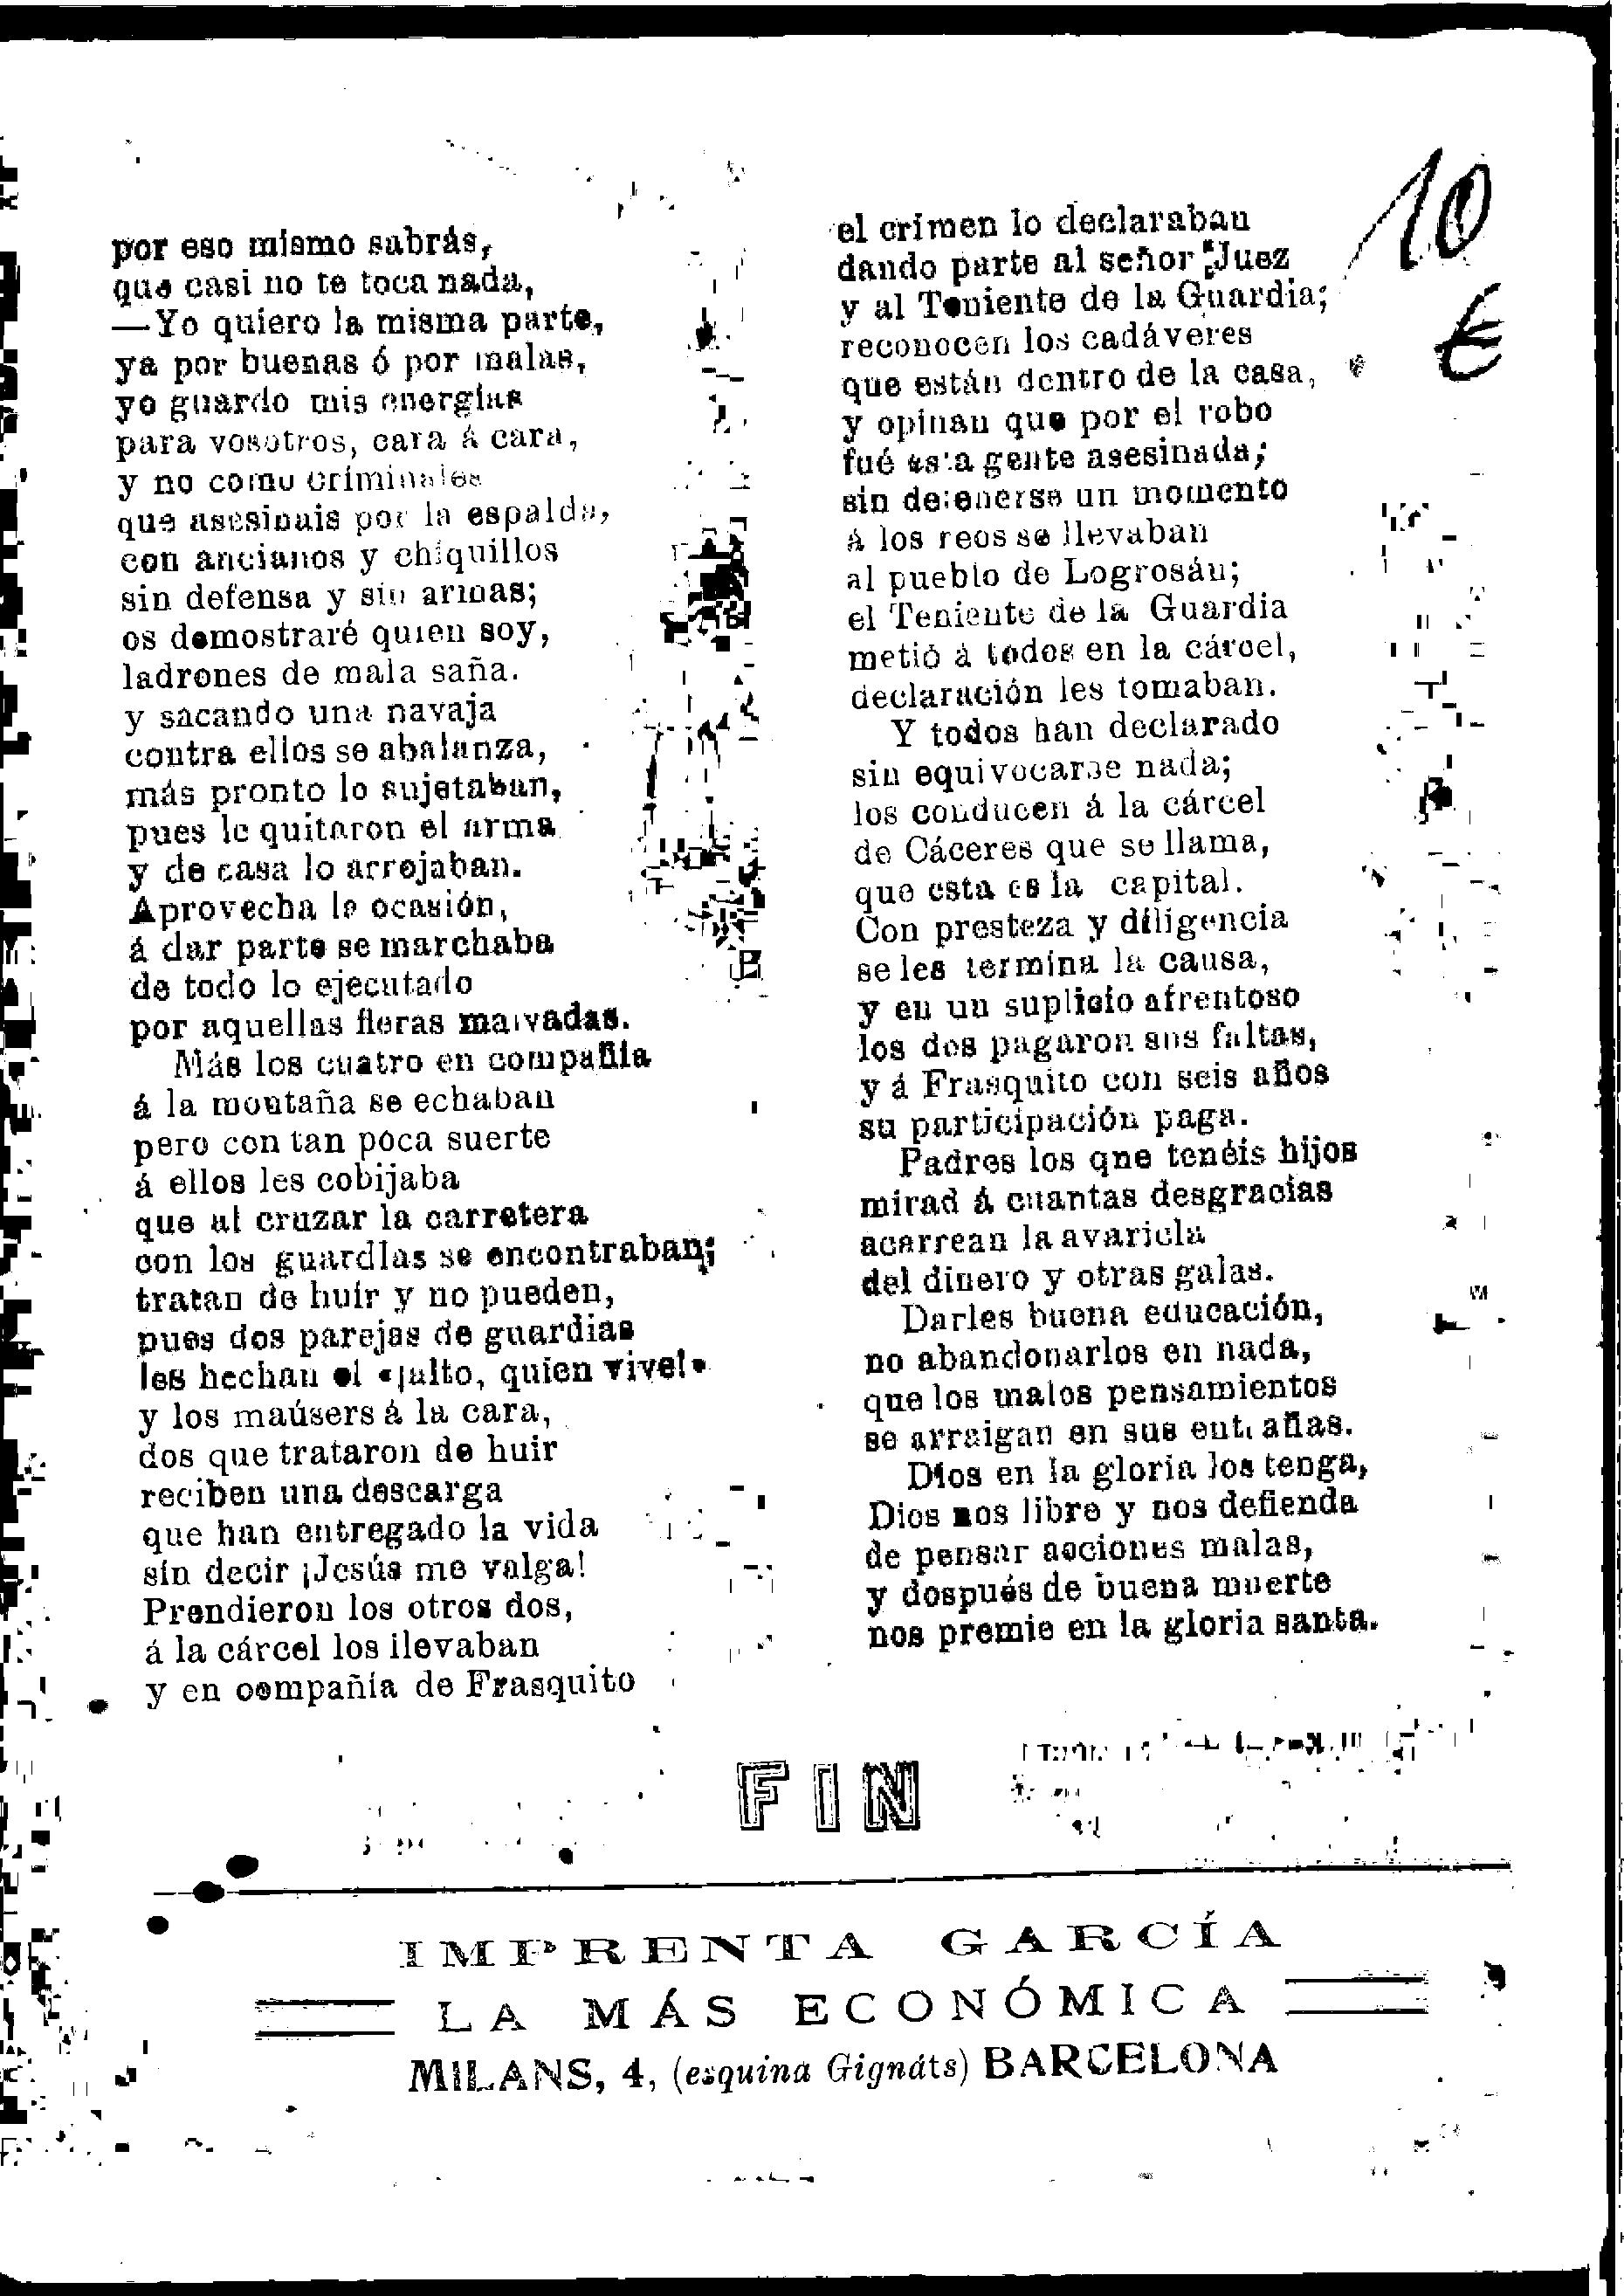 por eso mismo sabrás,
que casi no te toca nada,
—Yo quiero la misma parte,
ya por buenas ó por malas,
yo guardo mis energías
para vosotros, cara á cara,
y no como criminales
que asesinais por la espalda,
con ancianos y chiquillos
sin defensa y sin armas;
os demostraré quien soy,
ladrones de mala saña.
y sacando una navaja
contra ellos se abalanza,
más pronto lo sujetaban,
pues le quitaron el arma
y de casa lo arrojaban.
Aprovecha la ocasión,
á dar parte se marchaba
de todo lo ejecutado
por aquellas fieras malvadas.
Más los cuatro en compañia
á la montaña se echaban
pero con tan poca suerte
á ellos les cobijaba
que al cruzar la carretera
con los guardias se encontraban;
tratan de huir y no pueden,
pues dos parejas de guardias
les hechan el «¡alto, quien vive!»
y los maúsers á la cara,
dos que trataron de huir
reciben una descarga
que han entregado la vida
sin decir ¡Jesús me valga!
Prendieron los otros dos,
á la cárcel los llevaban
y en compañía de Frasquito
el crimen lo declaraban
dando parte al señor Juez
y al Teniente de la Guardia;
reconocen los cadáveres
que están dentro de la casa,
y opinan que por el robo
fué esta gente asesinada;
sin detenerse un momento
á los reos se llevaban
al pueblo de Logrosán;
el Teniente de la Guardia
metió á todos en la cárcel,
declaración les tomaban.
Y todos han declarado
sin equivocarse nada;
los conducen á la cárcel
de Cáceres que se llama,
que esta es la capital.
Con presteza y diligencia
se les termina la causa,
y en un suplicio afrentoso
los dos pagaron sus faltas,
y á Frasquito con seis años
su participación paga.
Padres los qne tenéis hijos
mirad á cuantas desgracias
acarrean la avaricia
del dinero y otras galas.
Darles buena educación,
no abandonarlos en nada,
que los malos pensamientos
se arraigan en sus entrañas.
Dios en la gloria los tenga,
Dios nos libre y nos defienda
de pensar acciones malas,
y después de buena muerte
nos premie en la gloria santa.
10
€
FIN
IMPRENTA GARCÍA
LA MÁS ECONÓMICA
MILANS, 4, (esquina Gignáts) BARCELONA